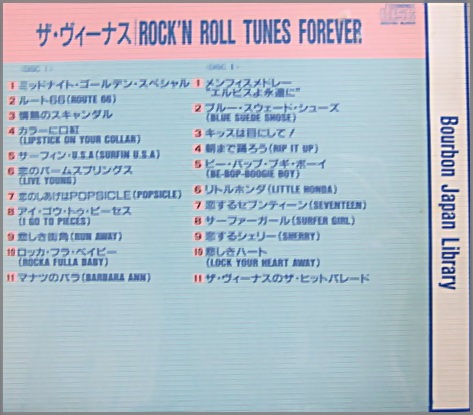 ザ・ヴィーナス ROCK'N ROLL TUNES FOREVER
DISC 1
1 ミッドナイト・ゴールデン・スペシャル
2 ルート66(ROUTE 66)
3 情熱のスキャンダル
4 カラーに口紅
(LIPSTICK ON YOUR COLLAR)
5 サーフィン・U.S.A(SURFIN U.S.A)
6 恋のパームスプリングス
(LIVE YOUNG)
7 恋のしあげはPOPSICLE(POPSICLE)
8 アイ・ゴウ・トゥ・ピーセス
(I GO TO PIECES)
9 悲しき街角(RUN AWAY)
10 ロッカ・フラ・ベイビー
(ROCKA FULLA BABY)
11 マナツのバラ(BARBARA ANN)
1 メンフィスメドレー
"エルビスよ永遠に"
2 ブルー・スウェード・シューズ
(BLUE SUEDE SHOSE)
3 キッスは目にして!
4 朝まで踊ろう(RIP IT UP)
5 ビー・バップ・ブギ・ボーイ
(BE-BOP-BOOGIE BOY)
6 リトルホンダ(LITTLE HONDA)
7 恋するセブンティーン(SEVENTEEN)
8 サーファーガール(SURFER GIRL)
9 恋するシェリー(SHERRY)
10 悲しきハート
(LOCK YOUR HEART AWAY)
11 ザ・ヴィーナスのザ・ヒットパレード
Bourbon Japan Library